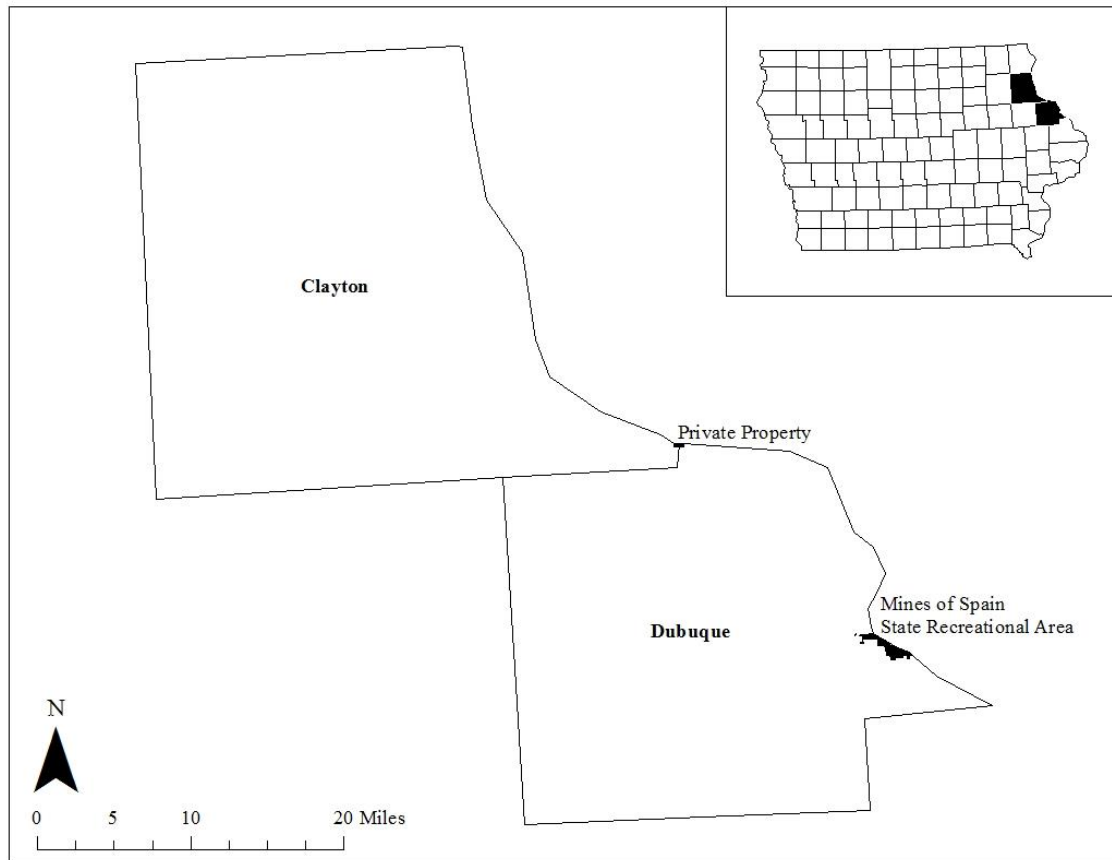 Clayton
Private Property
Mines of Spain
State Recreational Area
Dubuque
N
0 5 10 20 Miles